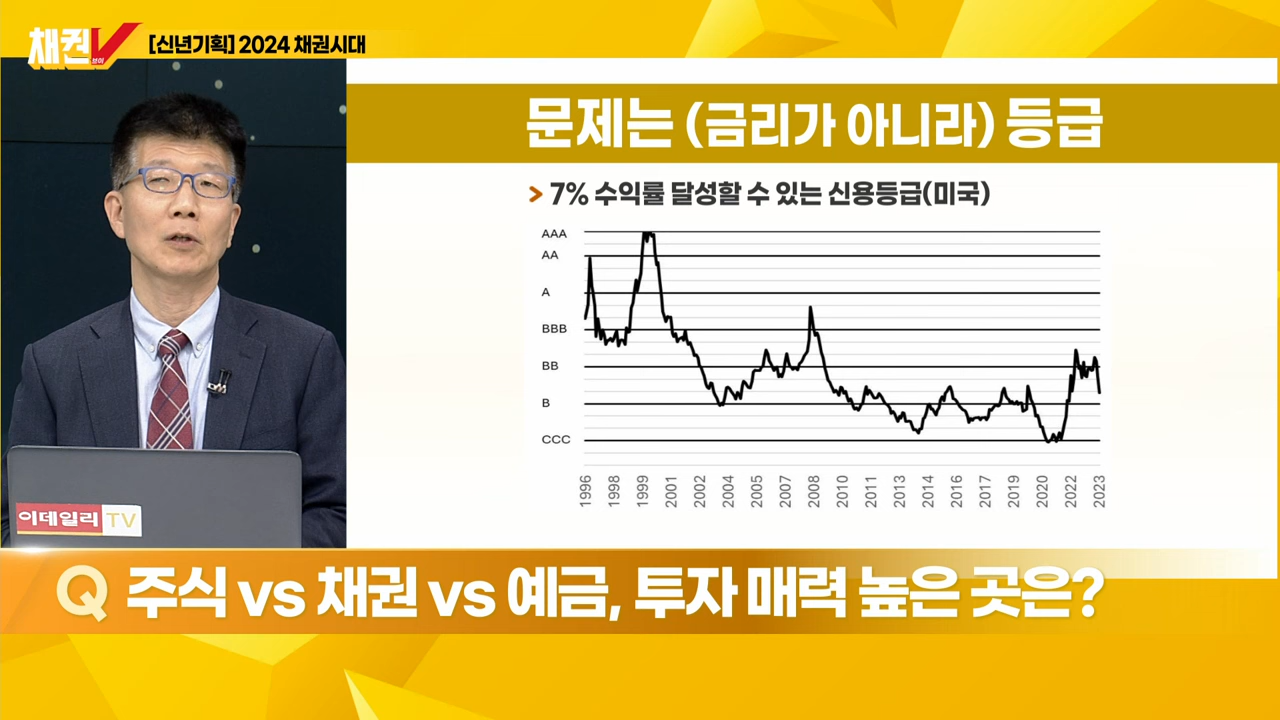 채권V
브이
[신년기획] 2024 채권시대
문제는 (금리가 아니라) 등급
> 7% 수익률 달성할 수 있는 신용등급(미국)
AAA
AA
A
BBB
BB
B
CCC
1996
1998
1999
2001
2002
2004
2005
2007
2008
2010
2011
2013
2014
2016
2017
2019
2020
2022
2023
이데일리 TV
Q 주식 vs 채권 vs 예금, 투자 매력 높은 곳은?